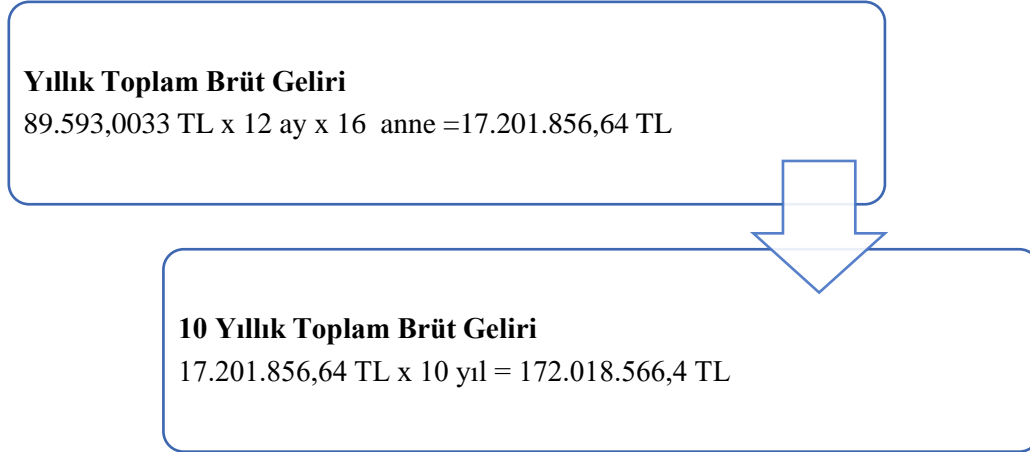 Yıllık Toplam Brüt Geliri
89.593,0033 TL x 12 ay x 16 anne =17.201.856,64 TL
10 Yıllık Toplam Brüt Geliri
17.201.856,64 TL x 10 yıl = 172.018.566,4 TL